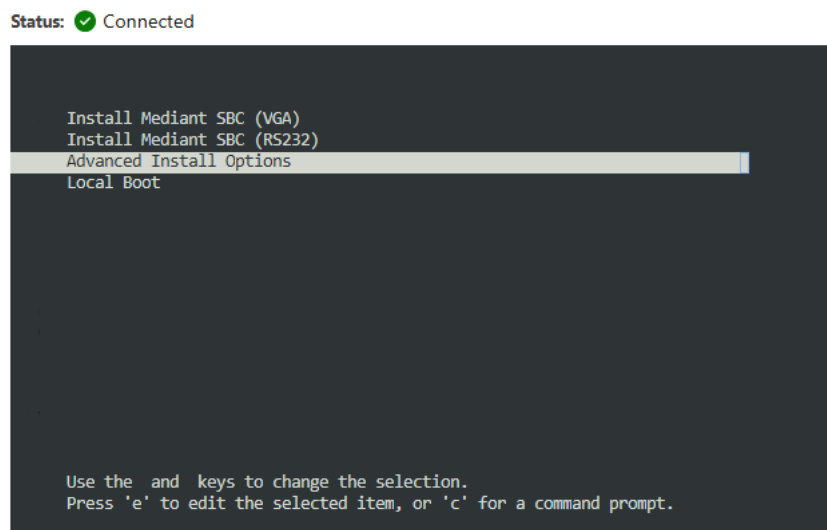 Status: Connected
Install Mediant SBC (VGA)
Install Mediant SBC (RS232)
Advanced Install Options
Local Boot
Use the  and  keys to change the selection.
Press 'e' to edit the selected item, or 'c' for a command prompt.